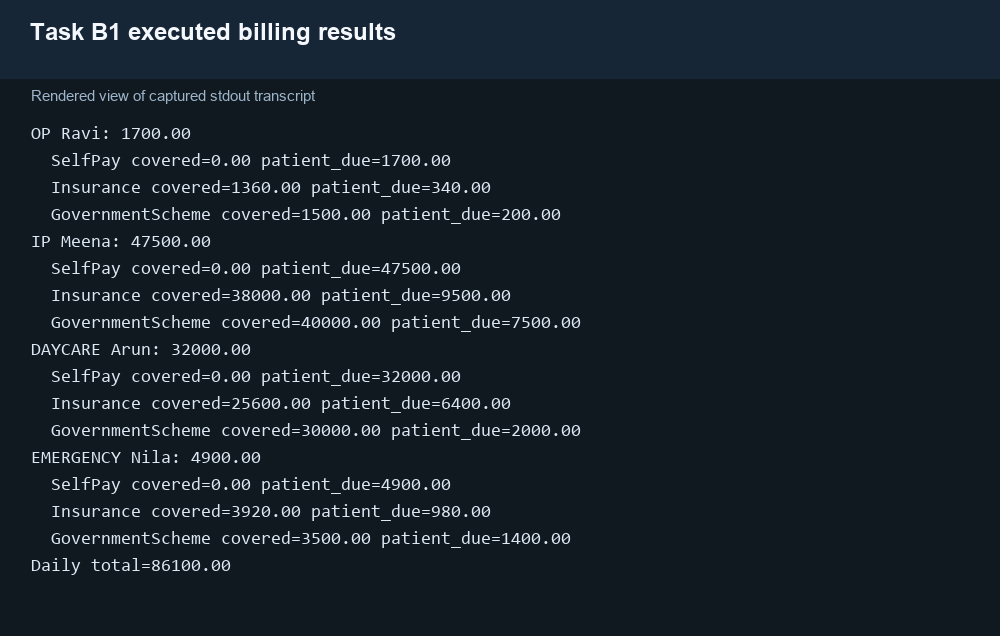 Task B1 executed billing results
Rendered view of captured stdout transcript
OP Ravi: 1700.00
  SelfPay covered=0.00 patient_due=1700.00
  Insurance covered=1360.00 patient_due=340.00
  GovernmentScheme covered=1500.00 patient_due=200.00
IP Meena: 47500.00
  SelfPay covered=0.00 patient_due=47500.00
  Insurance covered=38000.00 patient_due=9500.00
  GovernmentScheme covered=40000.00 patient_due=7500.00
DAYCARE Arun: 32000.00
  SelfPay covered=0.00 patient_due=32000.00
  Insurance covered=25600.00 patient_due=6400.00
  GovernmentScheme covered=30000.00 patient_due=2000.00
EMERGENCY Nila: 4900.00
  SelfPay covered=0.00 patient_due=4900.00
  Insurance covered=3920.00 patient_due=980.00
  GovernmentScheme covered=3500.00 patient_due=1400.00
Daily total=86100.00